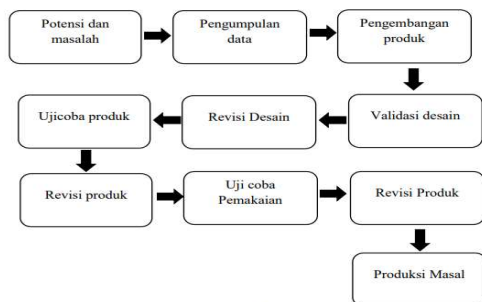 Potensi dan
masalah
Pengumpulan
data
Pengembangan
produk
Validasi desain
Revisi Desain
Ujicoba produk
Revisi produk
Uji coba
Pemakaian
Revisi Produk
Produksi Masal